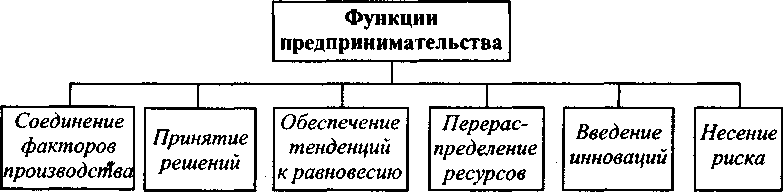 Функции
предпринимательства
Соединение
факторов
производства
Принятие
решений
Обеспечение
тенденций
к равновесию
Перерас-
пределение
ресурсов
Введение
инноваций
Несение
риска